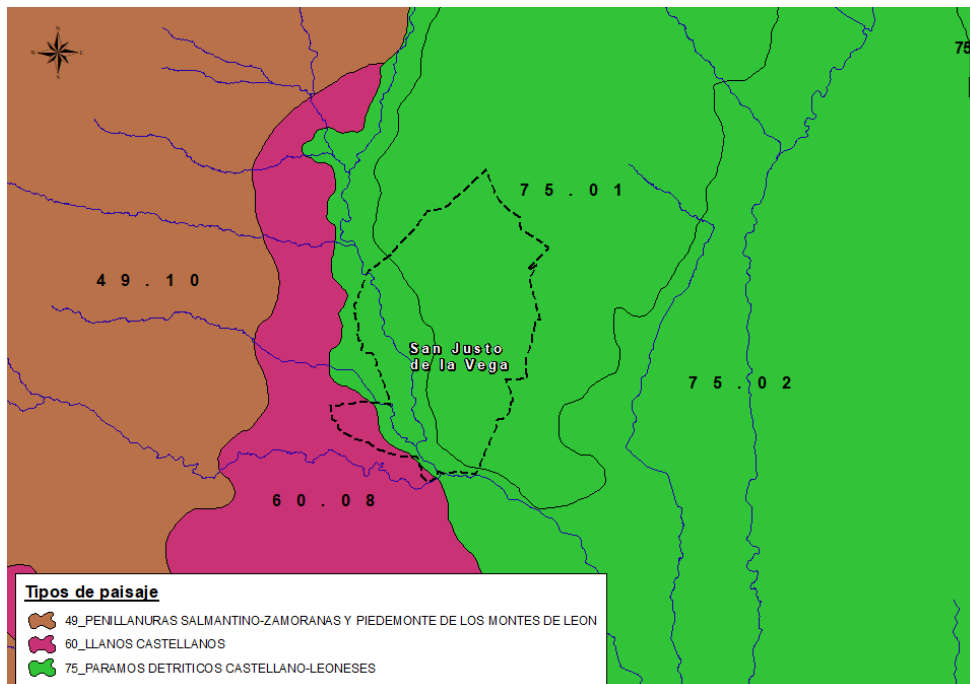 75
75.01
49.10
San Justo
de la Vega
75.02
60.08
Tipos de paisaje
49_PENILLANURAS SALMANTINO-ZAMORANAS Y PIEDEMONTE DE LOS MONTES DE LEON
60_LLANOS CASTELLANOS
75_PARAMOS DETRITICOS CASTELLANO-LEONESES